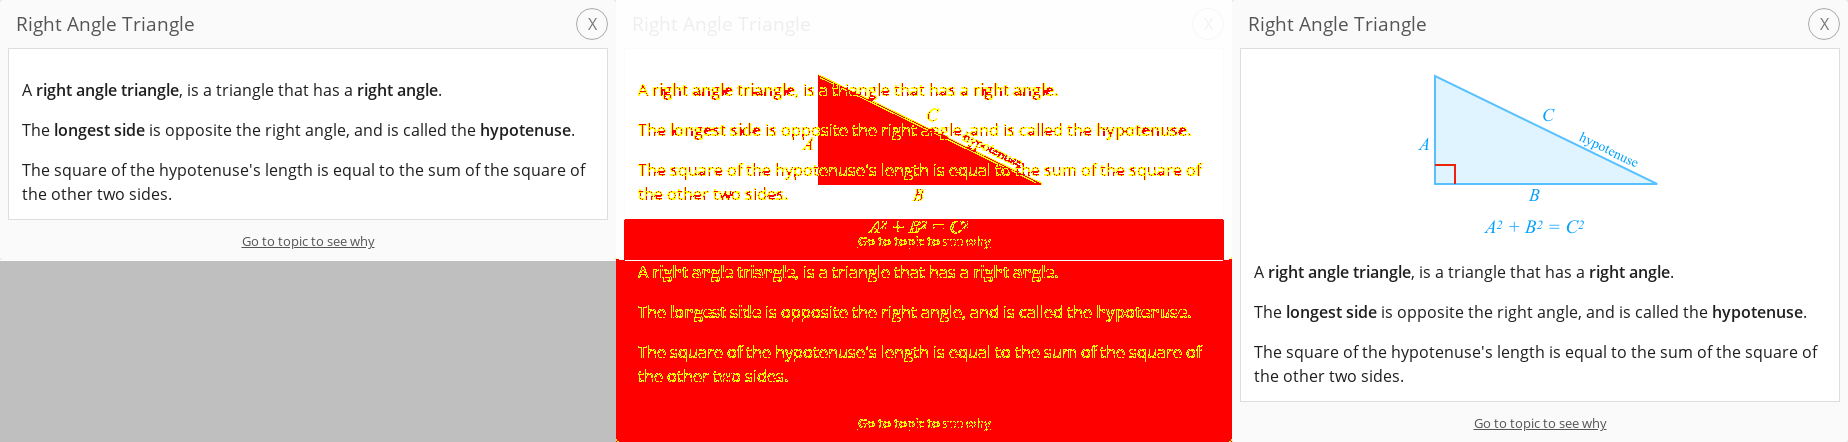 Right Angle Triangle X
A right angle triangle, is a triangle that has a right angle.
The longest side is opposite the right angle, and is called the hypotenuse.
The square of the hypotenuse's length is equal to the sum of the square of
the other two sides.
Go to topic to see why
Right Angle Triangle X
A right angle triangle, is a triangle that has a right angle.
C
The longest side is opposite the right angle, and is called the hypotenuse.
A
hypotenuse
The square of the hypotenuse's length is equal to the sum of the square of
the other two sides.
B
A² + B² = C²
Go to topic to see why
A right angle triangle, is a triangle that has a right angle.
The longest side is opposite the right angle, and is called the hypotenuse.
The square of the hypotenuse's length is equal to the sum of the square of
the other two sides.
Go to topic to see why
Right Angle Triangle X
C
A
hypotenuse
B
A² + B² = C²
A right angle triangle, is a triangle that has a right angle.
The longest side is opposite the right angle, and is called the hypotenuse.
The square of the hypotenuse's length is equal to the sum of the square of
the other two sides.
Go to topic to see why